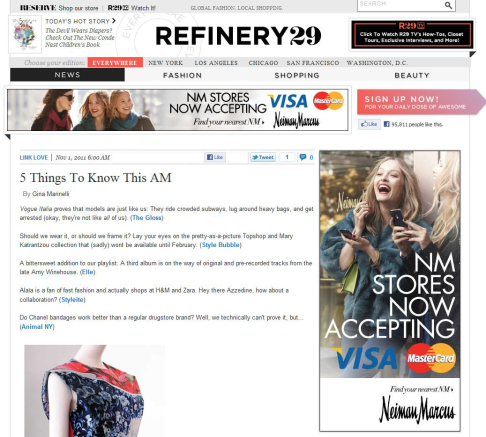 RESERVE Shop our store | R29 Watch It!
GLOBAL FASHION. LOCAL SHOPPING.
SEARCH
TODAY'S HOT STORY >
The Devil Wears Diapers?
Check Out The New Conde
Nast Children's Book
REFINERY29
R29
Click To Watch R29 TV's How-Tos, Closet
Tours, Exclusive Interviews, and More!
Choose your edition: EVERYWHERE NEW YORK LOS ANGELES CHICAGO SAN FRANCISCO WASHINGTON, D.C.
NEWS FASHION SHOPPING BEAUTY
NM STORES
NOW ACCEPTING
VISA MasterCard
Find your nearest NM
Neiman Marcus
SIGN UP NOW!
FOR YOUR DAILY DOSE OF AWESOME
Like 95,811 people like this.
LINK LOVE | Nov 1, 2011 6:00 AM
Like Tweet 1 0
5 Things To Know This AM
By Gina Marinelli
Vogue Italia proves that models are just like us: They ride crowded subways, lug around heavy bags, and get
arrested (okay, they're not like all of us). (The Gloss)
Should we wear it, or should we frame it? Lay your eyes on the pretty-as-a-picture Topshop and Mary
Katrantzou collection that (sadly) wont be available until February. (Style Bubble)
A bittersweet addition to our playlist: A third album is on the way of original and pre-recorded tracks from the
late Amy Winehouse. (Elle)
Alaia is a fan of fast fashion and actually shops at H&M and Zara. Hey there Azzedine, how about a
collaboration? (Styleite)
Do Chanel bandages work better than a regular drugstore brand? Well, we technically can't prove it, but...
(Animal NY)
Neiman
NM
STORES
NOW
ACCEPTING
VISA MasterCard
Find your nearest NM
Neiman Marcus